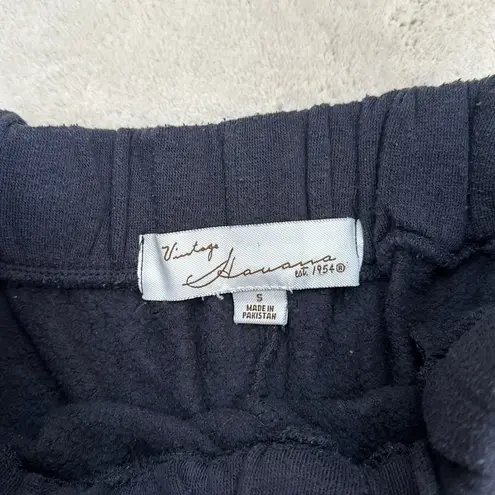 Vintage
Havana
est. 1954®
S
MADE IN
PAKISTAN